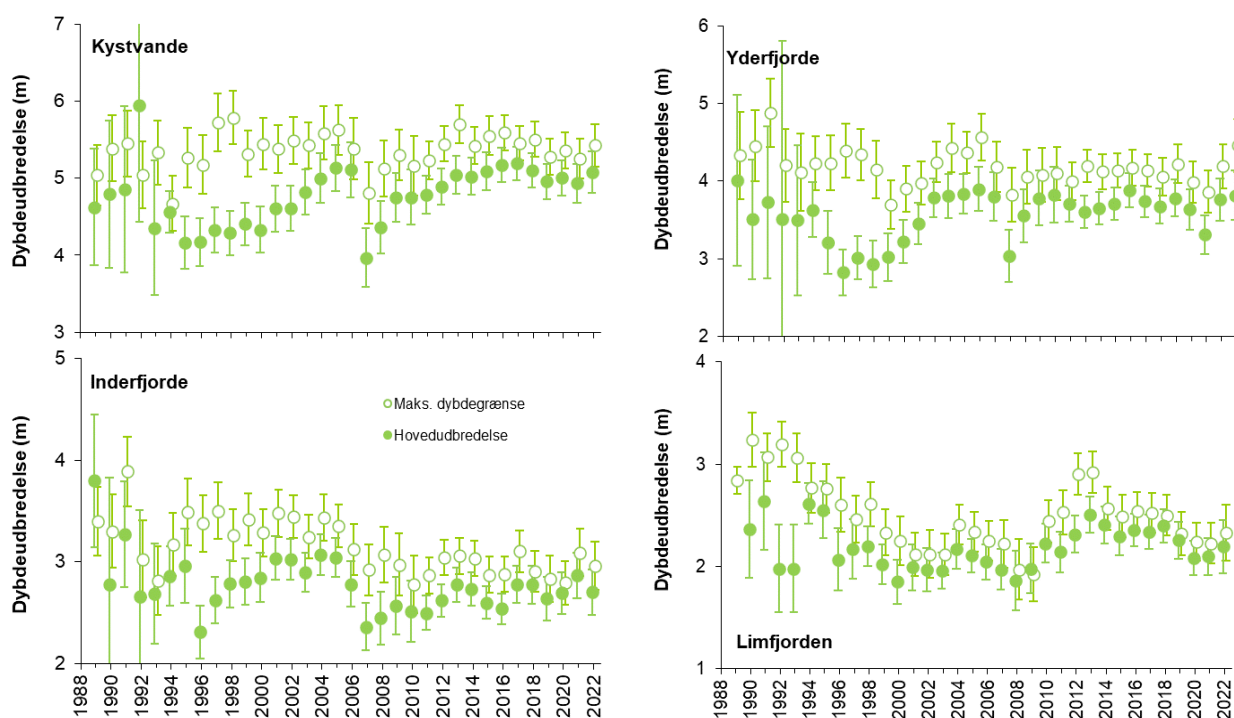 Kystvande
Dybdeudbredelse (m)
7
6
5
4
3
Yderfjorde
Dybdeudbredelse (m)
6
5
4
3
2
Inderfjorde
Maks. dybdegrænse
Hovedudbredelse
Dybdeudbredelse (m)
5
4
3
2
1988 1990 1992 1994 1996 1998 2000 2002 2004 2006 2008 2010 2012 2014 2016 2018 2020 2022
Limfjorden
Dybdeudbredelse (m)
4
3
2
1
1988 1990 1992 1994 1996 1998 2000 2002 2004 2006 2008 2010 2012 2014 2016 2018 2020 2022